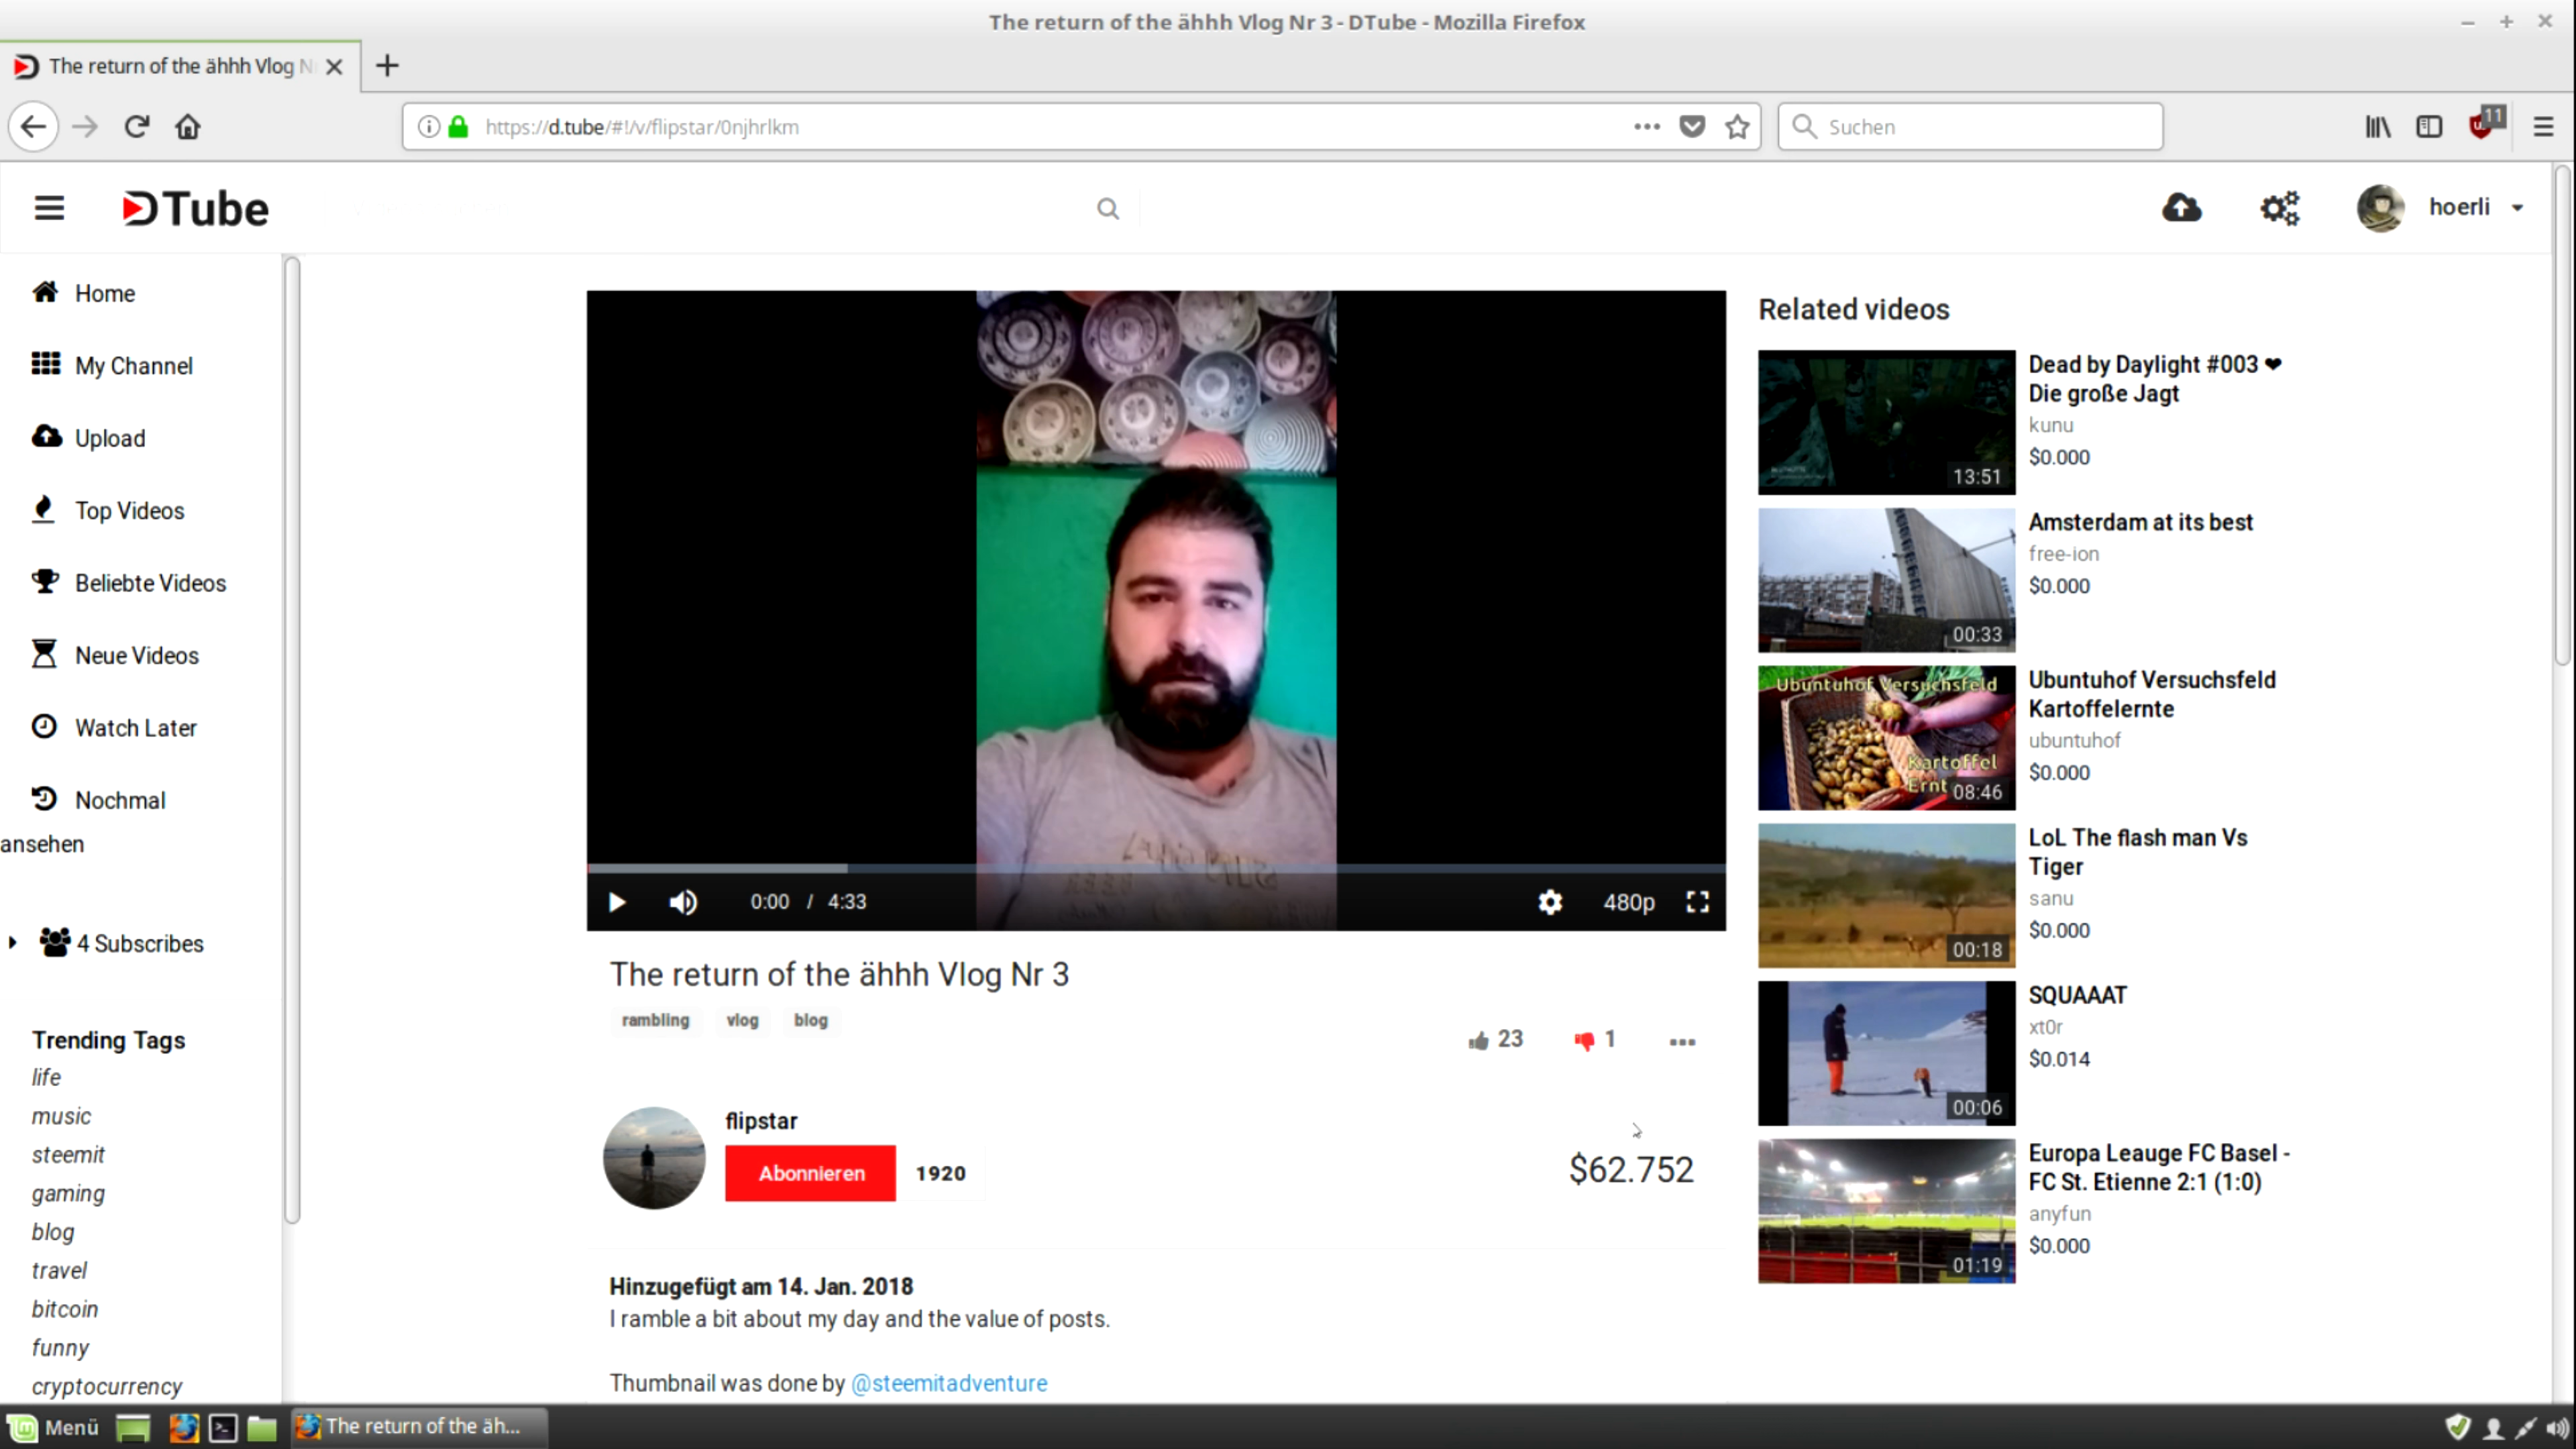 The return of the ähhh Vlog Nr 3 - DTube - Mozilla Firefox
The return of the ähhh Vlog N
https://d.tube/#!/v/flipstar/0njhrlkm
Suchen
11
DTube
hoerli
Home
My Channel
Upload
Top Videos
Beliebte Videos
Neue Videos
Watch Later
Nochmal
ansehen
4 Subscribes
Trending Tags
life
music
steemit
gaming
blog
travel
bitcoin
funny
cryptocurrency
0:00 / 4:33
480p
The return of the ähhh Vlog Nr 3
rambling vlog blog
23
1
flipstar
Abonnieren 1920
$62.752
Hinzugefügt am 14. Jan. 2018
I ramble a bit about my day and the value of posts.
Thumbnail was done by @steemitadventure
Related videos
13:51
Dead by Daylight #003 ❤
Die große Jagt
kunu
$0.000
00:33
Amsterdam at its best
free-ion
$0.000
Ubuntuhof Versuchsfeld
Kartoffel
Ernt
08:46
Ubuntuhof Versuchsfeld
Kartoffelernte
ubuntuhof
$0.000
00:18
LoL The flash man Vs
Tiger
sanu
$0.000
00:06
SQUAAAT
xt0r
$0.014
01:19
Europa Leauge FC Basel -
FC St. Etienne 2:1 (1:0)
anyfun
$0.000
Menü
The return of the äh...